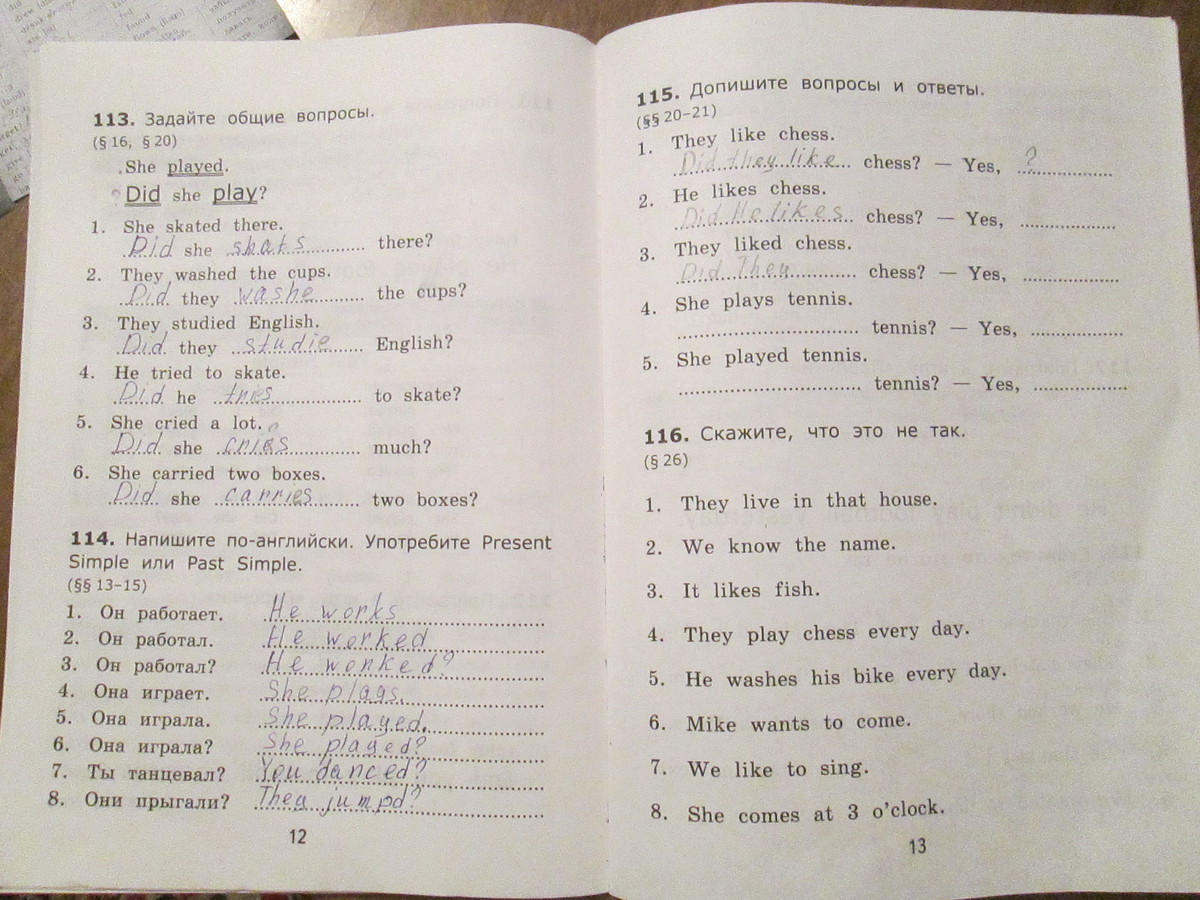 113. Задайте общие вопросы.
(§ 16, § 20)
She played.
? Did she play?
1. She skated there.
Did she skats there?
2. They washed the cups.
Did they washe the cups?
3. They studied English.
Did they studie English?
4. He tried to skate.
Did he tries to skate?
5. She cried a lot.
Did she cries much?
6. She carried two boxes.
Did she carries two boxes?
114. Напишите по-английски. Употребите Present
Simple или Past Simple.
(§§ 13–15)
1. Он работает. He works
2. Он работал. He worked
3. Он работал? He worked?
4. Она играет. She plays.
5. Она играла. She played.
6. Она играла? She played?
7. Ты танцевал? You danced?
8. Они прыгали? They jumpd?
12
115. Допишите вопросы и ответы.
(§§ 20–21)
1. They like chess.
Did they like chess? — Yes, ?
2. He likes chess.
Did He likes chess? — Yes,
3. They liked chess.
Did They chess? — Yes,
4. She plays tennis.
tennis? — Yes,
5. She played tennis.
tennis? — Yes,
116. Скажите, что это не так.
(§ 26)
1. They live in that house.
2. We know the name.
3. It likes fish.
4. They play chess every day.
5. He washes his bike every day.
6. Mike wants to come.
7. We like to sing.
8. She comes at 3 o'clock.
13